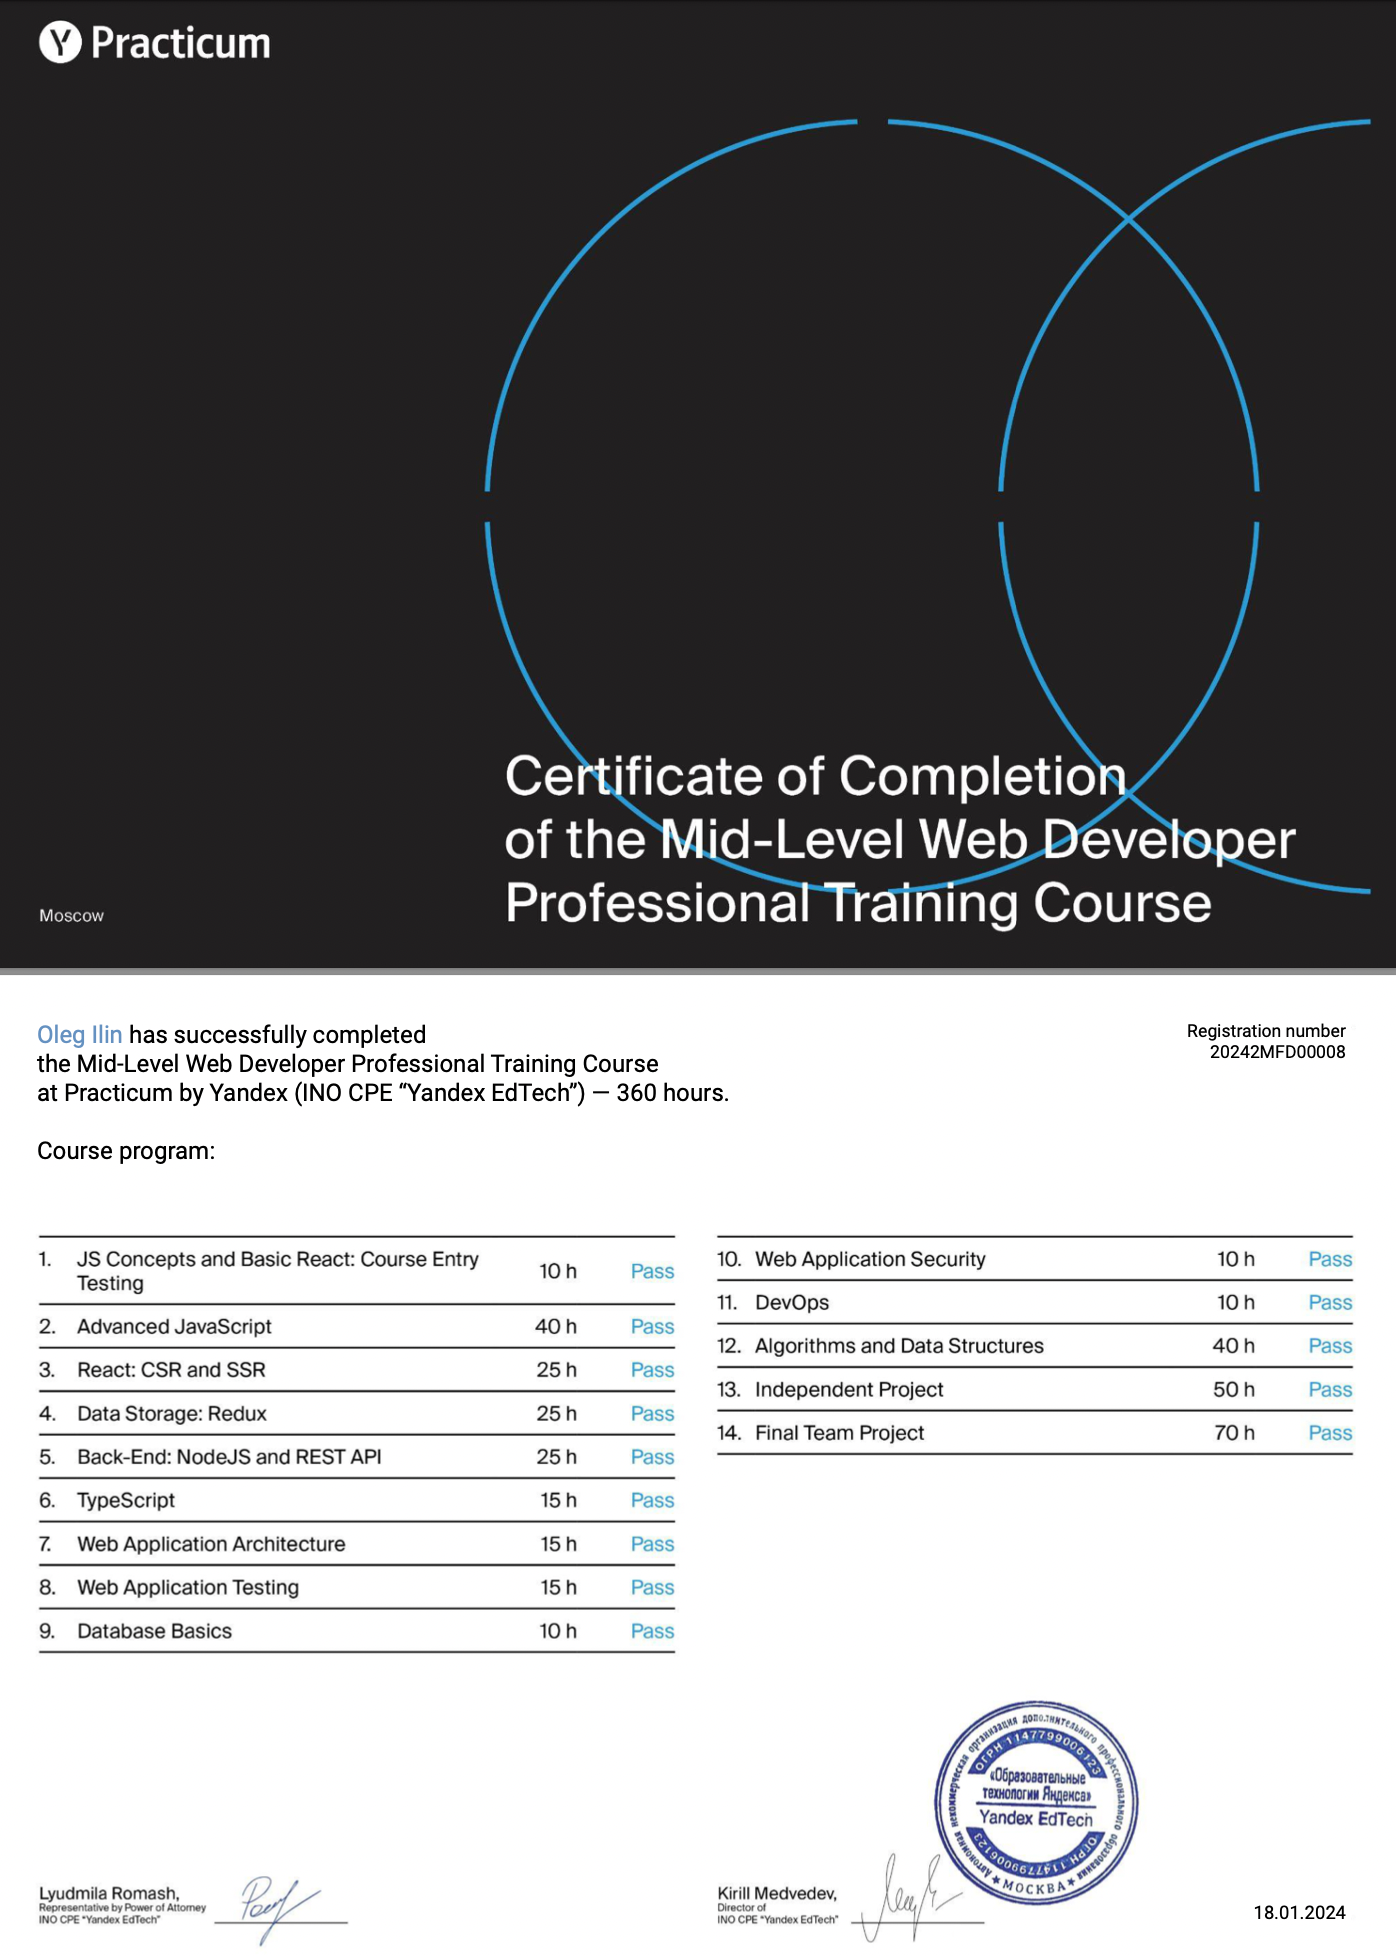 Practicum
Certificate of Completion
of the Mid-Level Web Developer
Professional Training Course
Moscow
Oleg Ilin has successfully completed
the Mid-Level Web Developer Professional Training Course
at Practicum by Yandex (INO CPE “Yandex EdTech”) — 360 hours.
Registration number
20242MFD00008
Course program:
1. JS Concepts and Basic React: Course Entry
Testing 10 h Pass
2. Advanced JavaScript 40 h Pass
3. React: CSR and SSR 25 h Pass
4. Data Storage: Redux 25 h Pass
5. Back-End: NodeJS and REST API 25 h Pass
6. TypeScript 15 h Pass
7. Web Application Architecture 15 h Pass
8. Web Application Testing 15 h Pass
9. Database Basics 10 h Pass
10. Web Application Security 10 h Pass
11. DevOps 10 h Pass
12. Algorithms and Data Structures 40 h Pass
13. Independent Project 50 h Pass
14. Final Team Project 70 h Pass
Автономная некоммерческая организация дополнительного профессионального образования
ОГРН 1147799006123
«Образовательные
технологии Яндекса»
Yandex EdTech
ОГРН 1147799006123
★ МОСКВА ★
Lyudmila Romash,
Representative by Power of Attorney
INO CPE “Yandex EdTech”
Kirill Medvedev,
Director of
INO CPE “Yandex EdTech”
18.01.2024